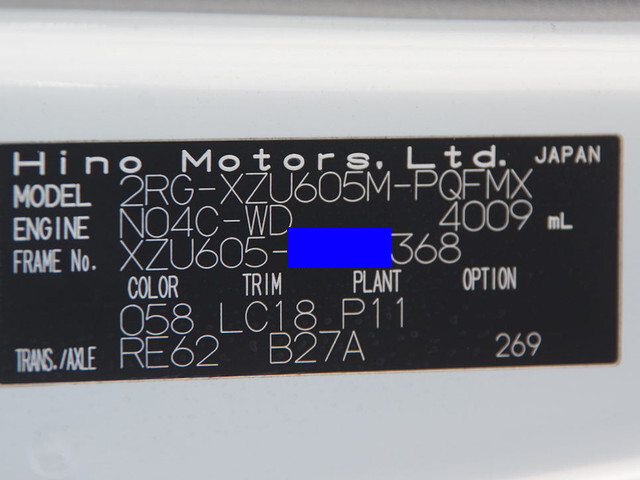 Hino Motors, Ltd. JAPAN
MODEL 2RG-XZU605M-PQFMX
ENGINE N04C-WD 4009 mL
FRAME No. XZU605-368
COLOR TRIM PLANT OPTION
058 LC18 P11
TRANS./AXLE RE62 B27A 269